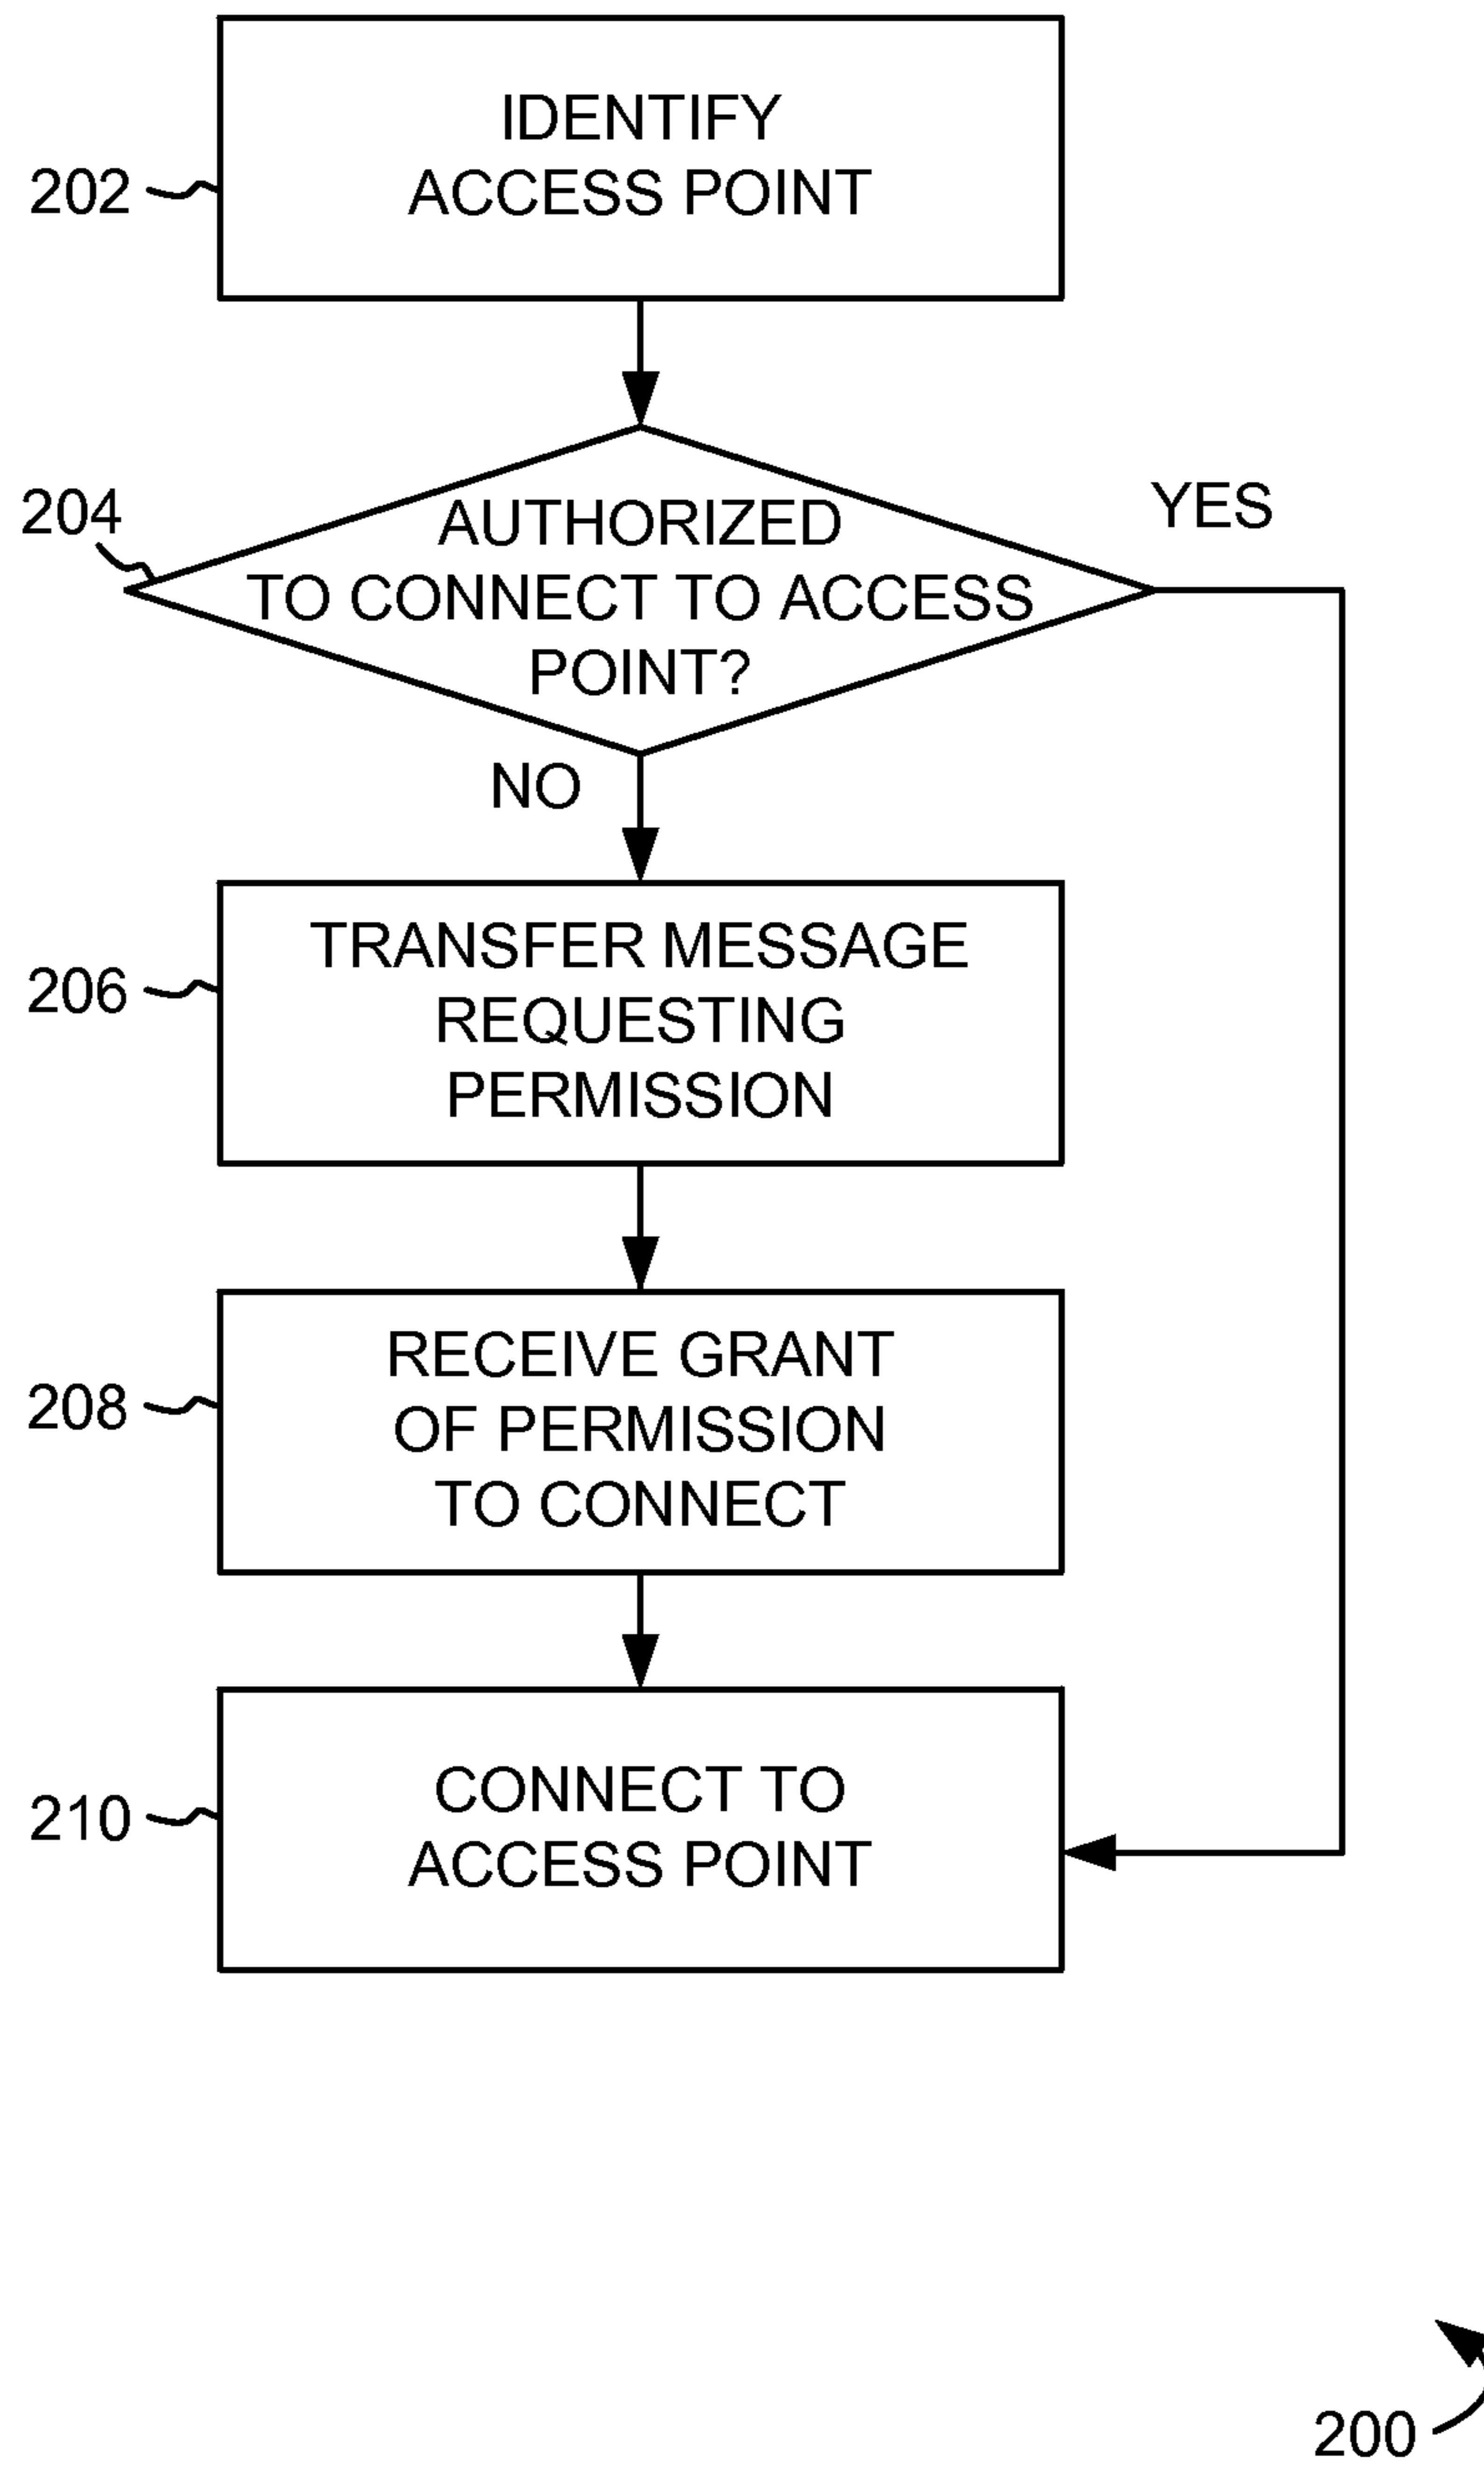 IDENTIFY
ACCESS POINT
202
204
AUTHORIZED
TO CONNECT TO ACCESS
POINT?
YES
NO
206
TRANSFER MESSAGE
REQUESTING
PERMISSION
208
RECEIVE GRANT
OF PERMISSION
TO CONNECT
210
CONNECT TO
ACCESS POINT
200